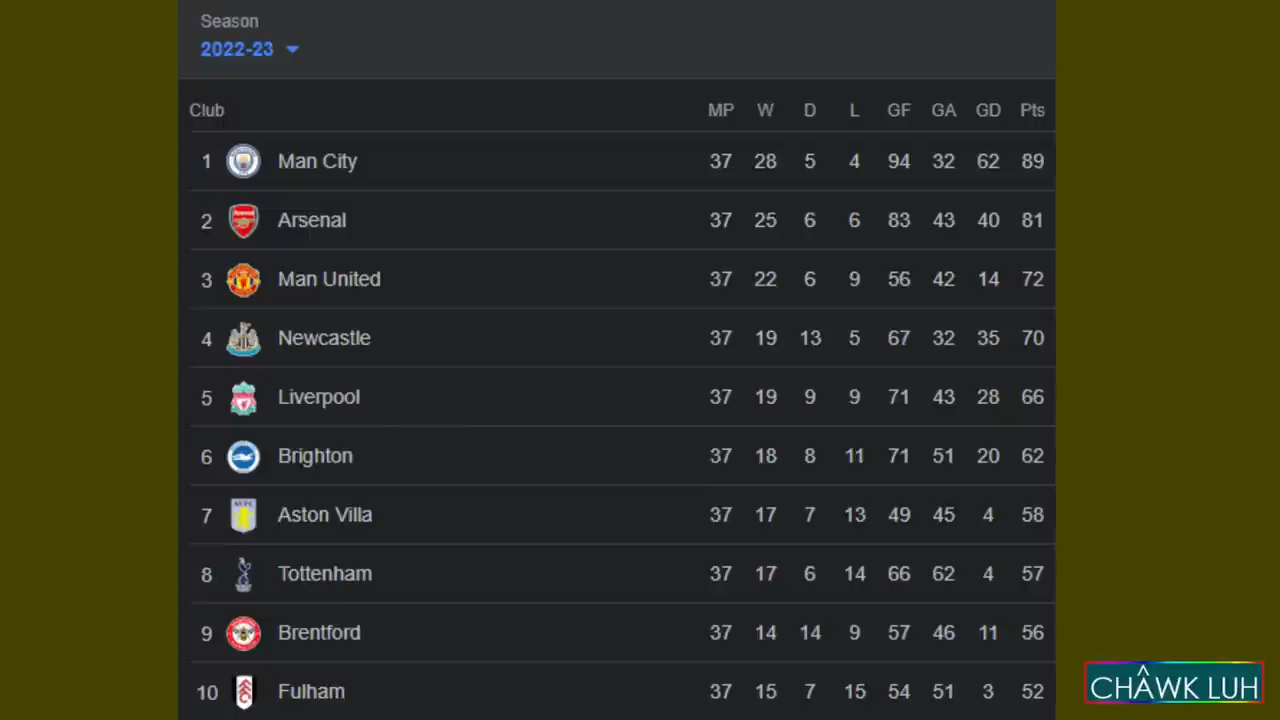 Season
2022-23
Club MP W D L GF GA GD Pts
1 Man City 37 28 5 4 94 32 62 89
2 Arsenal 37 25 6 6 83 43 40 81
3 Man United 37 22 6 9 56 42 14 72
4 Newcastle 37 19 13 5 67 32 35 70
5 Liverpool 37 19 9 9 71 43 28 66
6 Brighton 37 18 8 11 71 51 20 62
7 Aston Villa 37 17 7 13 49 45 4 58
8 Tottenham 37 17 6 14 66 62 4 57
9 Brentford 37 14 14 9 57 46 11 56
10 Fulham 37 15 7 15 54 51 3 52
CHÂWK LUH